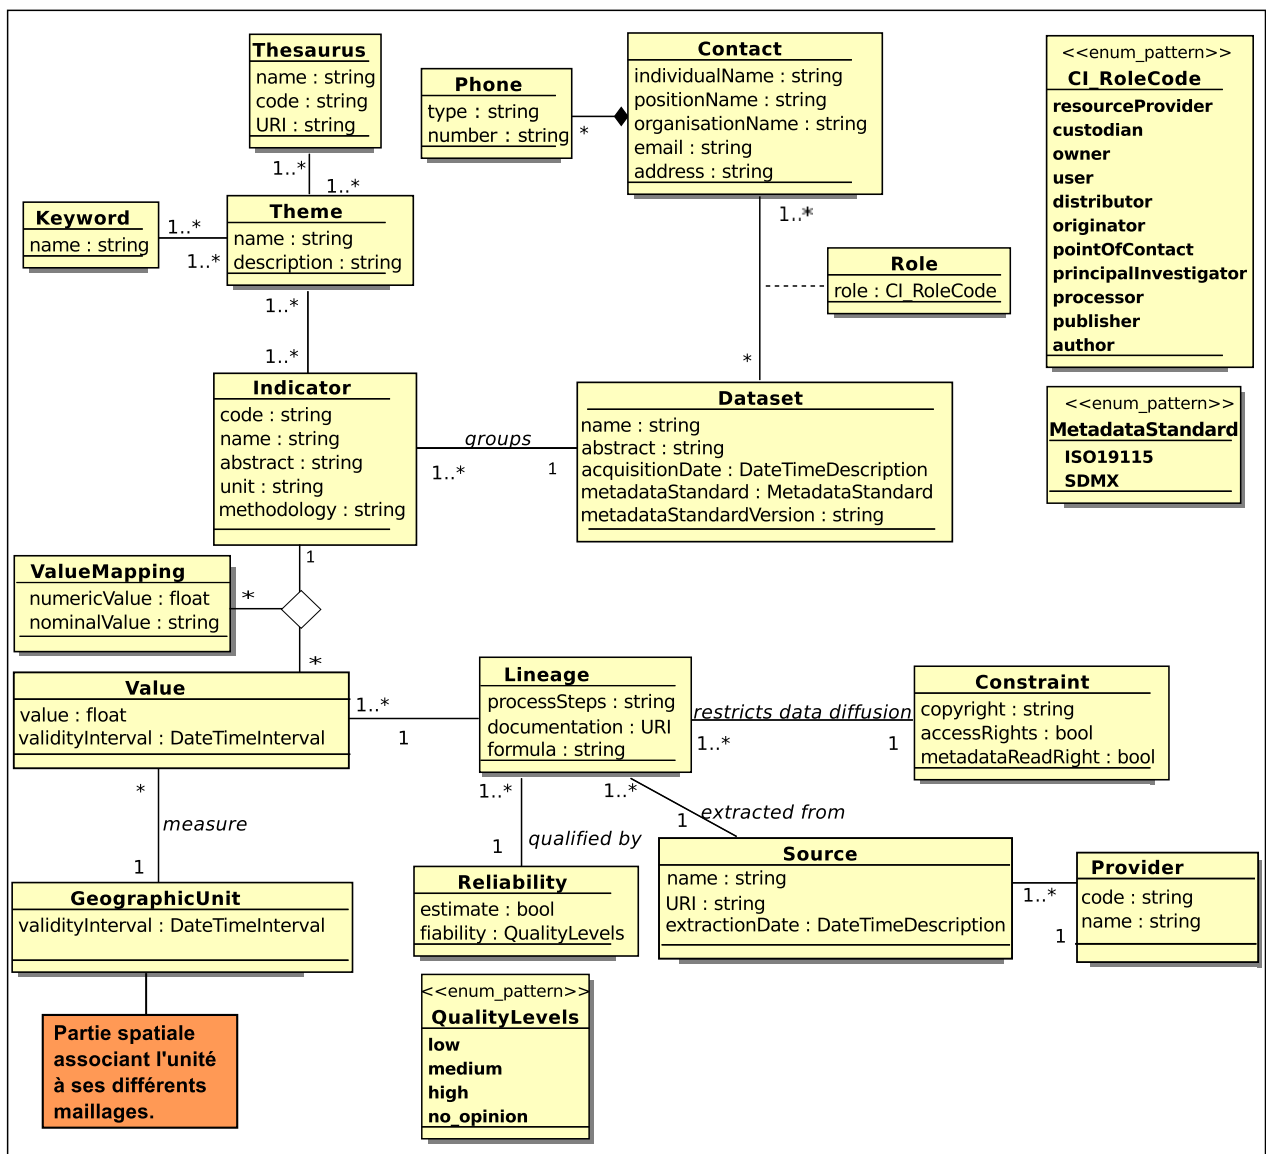 Thesaurus
name : string
code : string
URI : string
1..*
1..*
Phone
type : string
number : string
*
Contact
individualName : string
positionName : string
organisationName : string
email : string
address : string
1..*
<<enum_pattern>>
CI_RoleCode
resourceProvider
custodian
owner
user
distributor
originator
pointOfContact
principalInvestigator
processor
publisher
author
Keyword
name : string
1..*
1..*
Theme
name : string
description : string
1..*
1..*
Role
role : CI_RoleCode
*
Indicator
code : string
name : string
abstract : string
unit : string
methodology : string
groups
1..*
1
Dataset
name : string
abstract : string
acquisitionDate : DateTimeDescription
metadataStandard : MetadataStandard
metadataStandardVersion : string
<<enum_pattern>>
MetadataStandard
ISO19115
SDMX
1
ValueMapping
numericValue : float
nominalValue : string
*
*
Value
value : float
validityInterval : DateTimeInterval
1..*
1
Lineage
processSteps : string
documentation : URI
formula : string
restricts data diffusion
1..*
1
Constraint
copyright : string
accessRights : bool
metadataReadRight : bool
*
measure
1
1..*
qualified by
1
1..*
extracted from
1
GeographicUnit
validityInterval : DateTimeInterval
Reliability
estimate : bool
fiability : QualityLevels
Source
name : string
URI : string
extractionDate : DateTimeDescription
1..*
1
Provider
code : string
name : string
Partie spatiale
associant l'unité
à ses différents
maillages.
<<enum_pattern>>
QualityLevels
low
medium
high
no_opinion